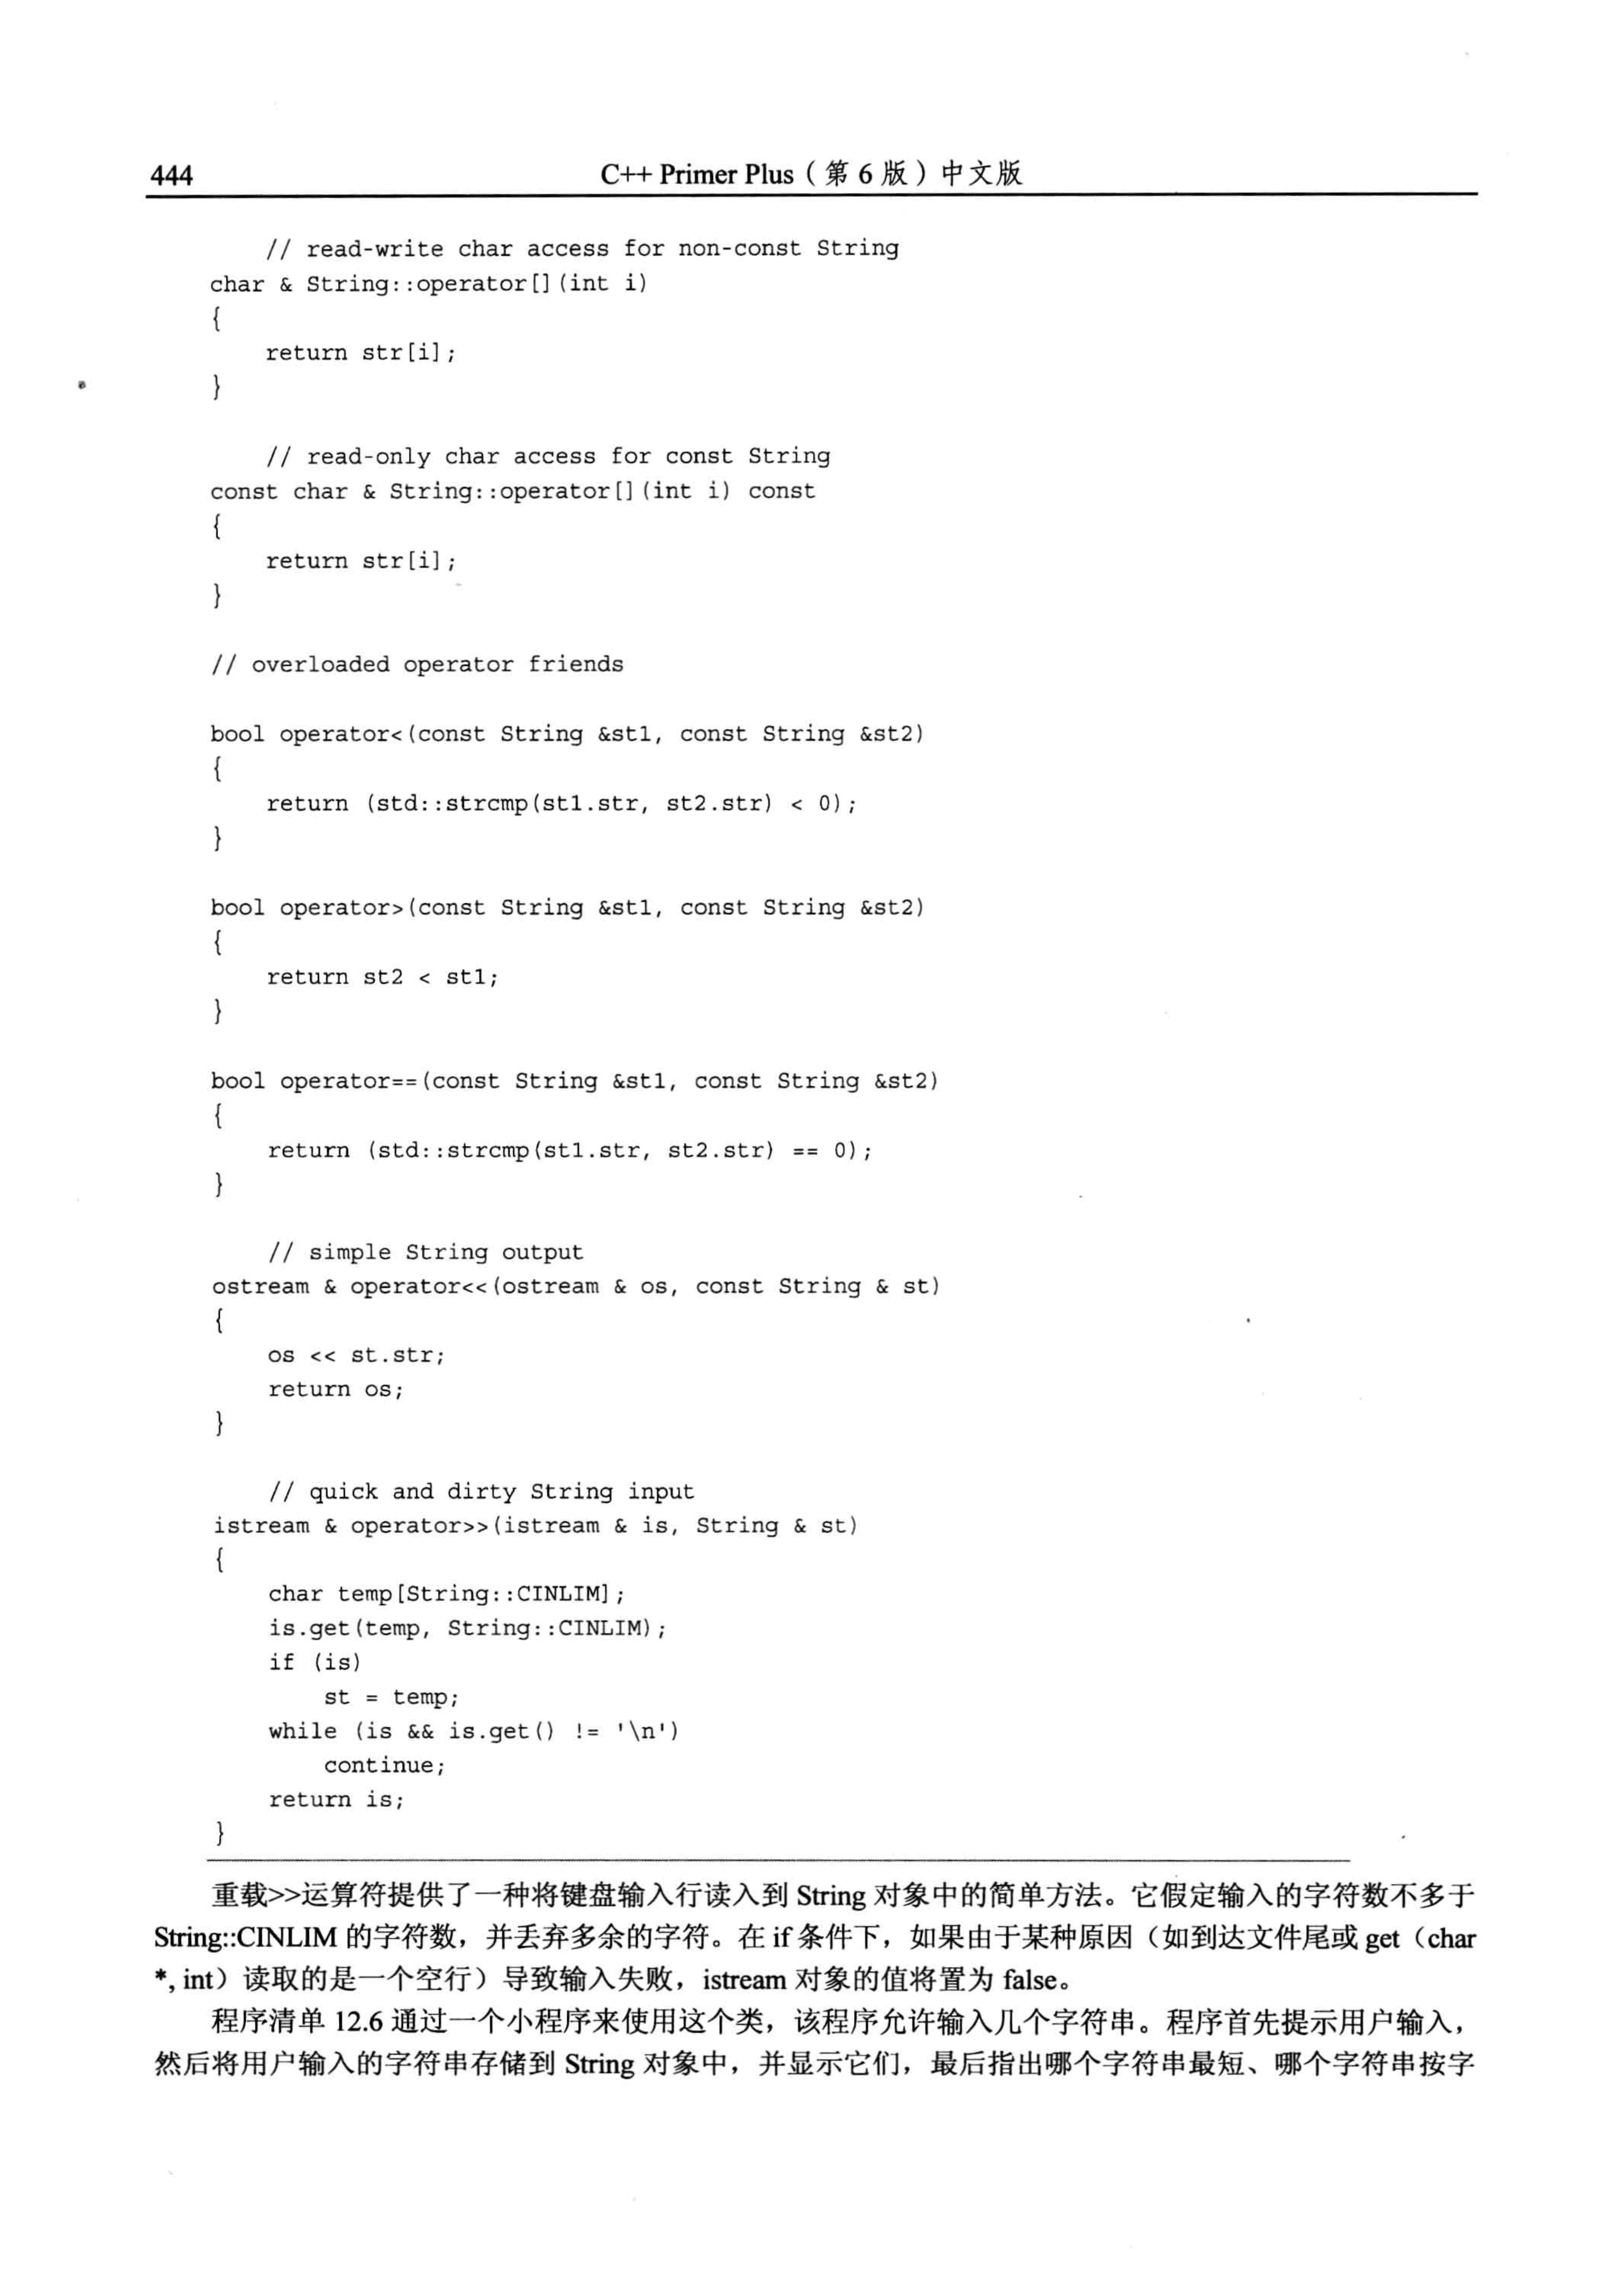 444
C++ Primer Plus（第 6 版）中文版
// read-write char access for non-const String
char & String::operator[](int i)
{
    return str[i];
}
// read-only char access for const String
const char & String::operator[](int i) const
{
    return str[i];
}
// overloaded operator friends
bool operator<(const String &st1, const String &st2)
{
    return (std::strcmp(st1.str, st2.str) < 0);
}
bool operator>(const String &st1, const String &st2)
{
    return st2 < st1;
}
bool operator==(const String &st1, const String &st2)
{
    return (std::strcmp(st1.str, st2.str) == 0);
}
// simple String output
ostream & operator<<(ostream & os, const String & st)
{
    os << st.str;
    return os;
}
// quick and dirty String input
istream & operator>>(istream & is, String & st)
{
    char temp[String::CINLIM];
    is.get(temp, String::CINLIM);
    if (is)
        st = temp;
    while (is && is.get() != '\n')
        continue;
    return is;
}
重载>>运算符提供了一种将键盘输入行读入到 String 对象中的简单方法。它假定输入的字符数不多于
String::CINLIM 的字符数，并丢弃多余的字符。在 if 条件下，如果由于某种原因（如到达文件尾或 get（char
*, int）读取的是一个空行）导致输入失败，istream 对象的值将置为 false。
程序清单 12.6 通过一个小程序来使用这个类，该程序允许输入几个字符串。程序首先提示用户输入，
然后将用户输入的字符串存储到 String 对象中，并显示它们，最后指出哪个字符串最短、哪个字符串按字